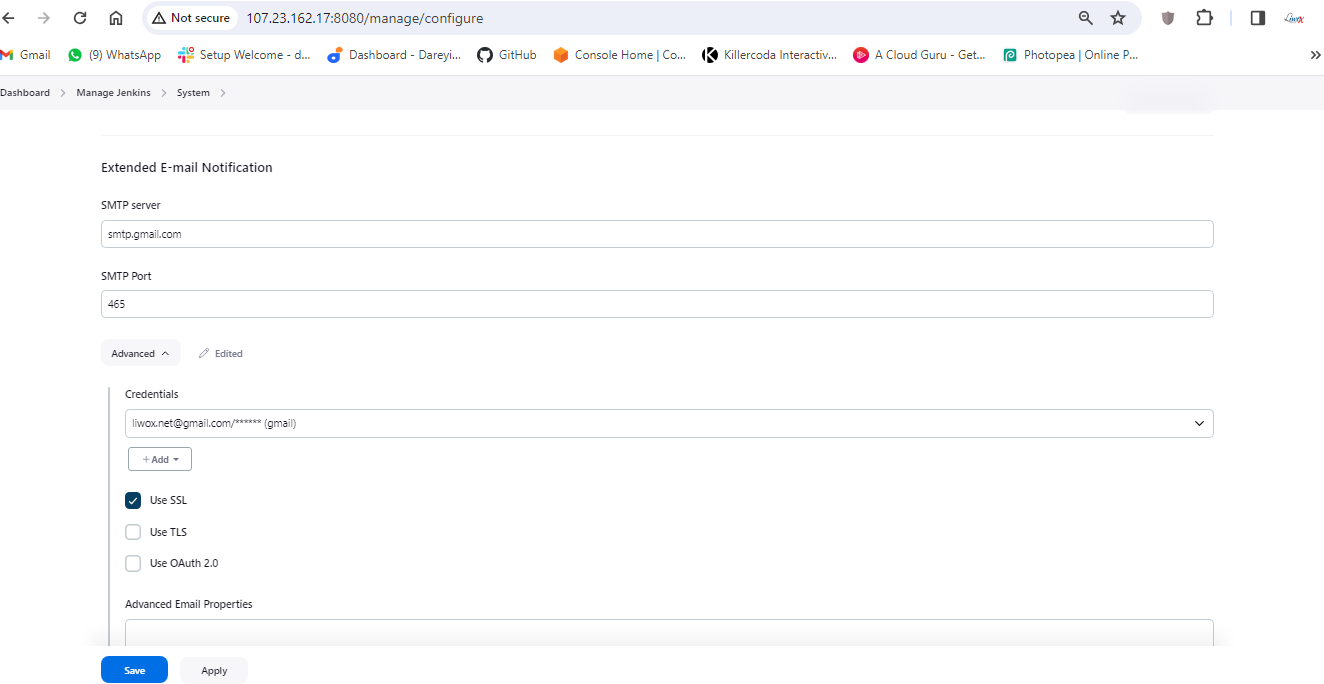 Not secure 107.23.162.17:8080/manage/configure
Gmail (9) WhatsApp Setup Welcome - d... Dashboard - Dareyi... GitHub Console Home | Co... Killercoda Interactiv... A Cloud Guru - Get... Photopea | Online P... »
Dashboard > Manage Jenkins > System >
Extended E-mail Notification
SMTP server
smtp.gmail.com
SMTP Port
465
Advanced Edited
Credentials
liwox.net@gmail.com/****** (gmail)
+ Add
Use SSL
Use TLS
Use OAuth 2.0
Advanced Email Properties
Save Apply